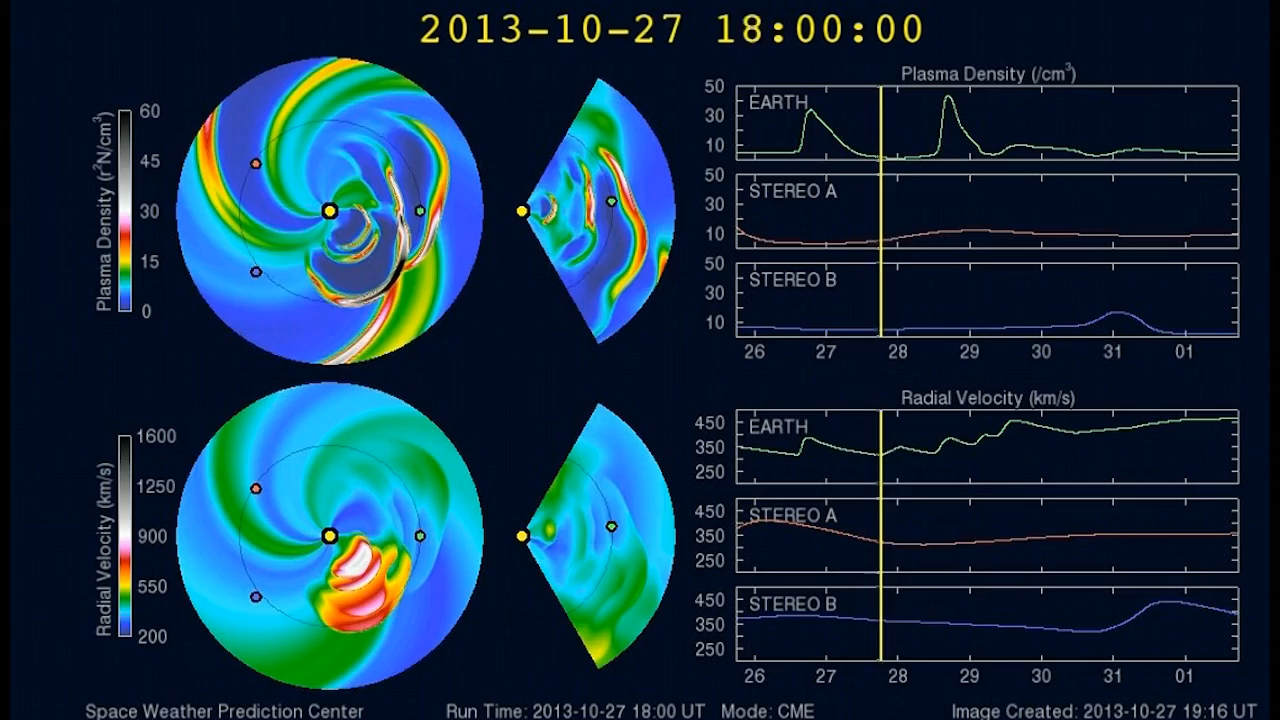 2013-10-27 18:00:00
Plasma Density (r²N/cm³)
60
45
30
15
0
Plasma Density (/cm³)
50
30
10
EARTH
50
30
10
STEREO A
50
30
10
STEREO B
26 27 28 29 30 31 01
Radial Velocity (km/s)
1600
1250
900
550
200
Radial Velocity (km/s)
450
350
250
EARTH
450
350
250
STEREO A
450
350
250
STEREO B
26 27 28 29 30 31 01
Space Weather Prediction Center Run Time: 2013-10-27 18:00 UT Mode: CME Image Created: 2013-10-27 19:16 UT